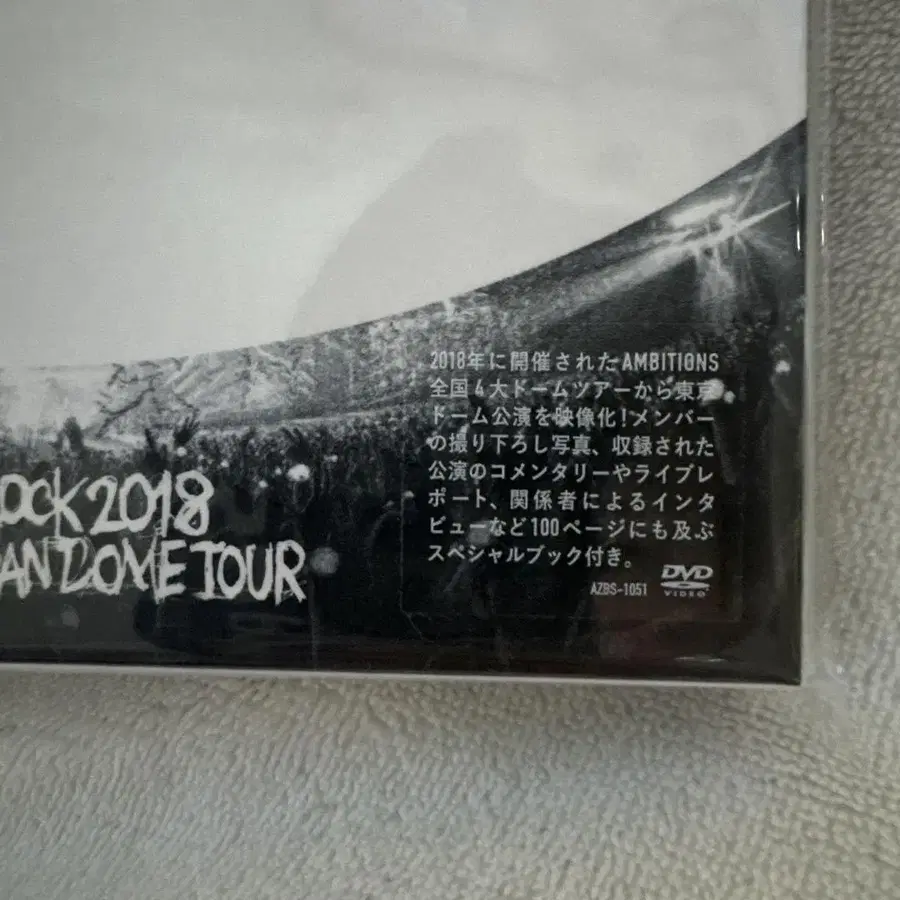 OCK 2018
AN DOME TOUR
2018年に開催されたAMBITIONS
全国4大ドームツアーから東京
ドーム公演を映像化!メンバー
の撮り下ろし写真、収録された
公演のコメンタリーやライブレ
ポート、関係者によるインタ
ビューなど100ページにも及ぶ
スペシャルブック付き。
AZBS-1051
DVD
VIDEO